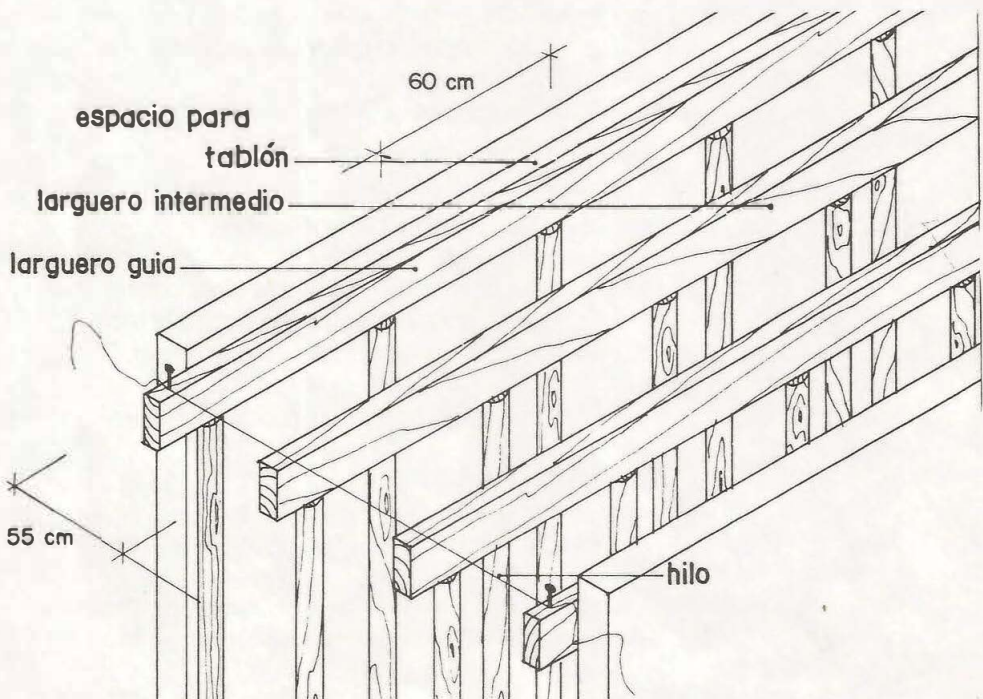 60 cm
espacio para
tablón
larguero intermedio
larguero guia
55 cm
hilo